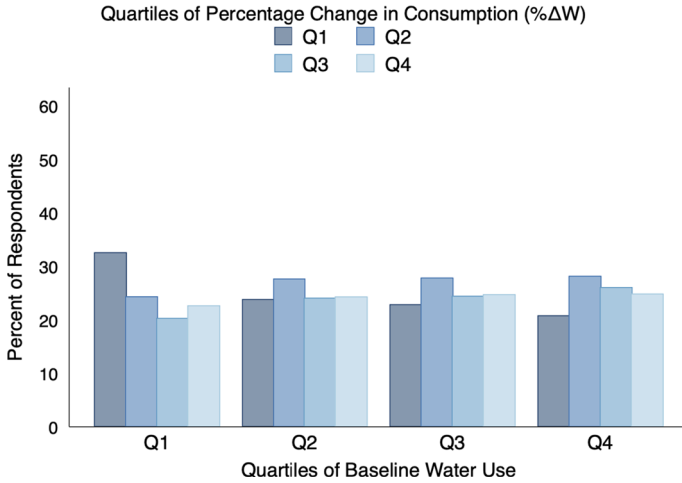 Quartiles of Percentage Change in Consumption (%ΔW)
Q1 Q2
Q3 Q4
Percent of Respondents
60
50
40
30
20
10
0
Q1 Q2 Q3 Q4
Quartiles of Baseline Water Use